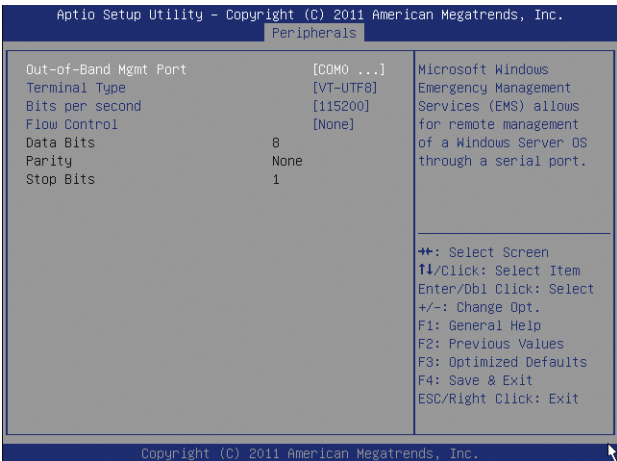 Aptio Setup Utility – Copyright (C) 2011 American Megatrends, Inc.
Peripherals
Out-of-Band Mgmt Port [COM0 ...]
Terminal Type [VT-UTF8]
Bits per second [115200]
Flow Control [None]
Data Bits 8
Parity None
Stop Bits 1
Microsoft Windows
Emergency Management
Services (EMS) allows
for remote management
of a Windows Server OS
through a serial port.
→←: Select Screen
↑↓/Click: Select Item
Enter/Dbl Click: Select
+/-: Change Opt.
F1: General Help
F2: Previous Values
F3: Optimized Defaults
F4: Save & Exit
ESC/Right Click: Exit
Copyright (C) 2011 American Megatrends, Inc.